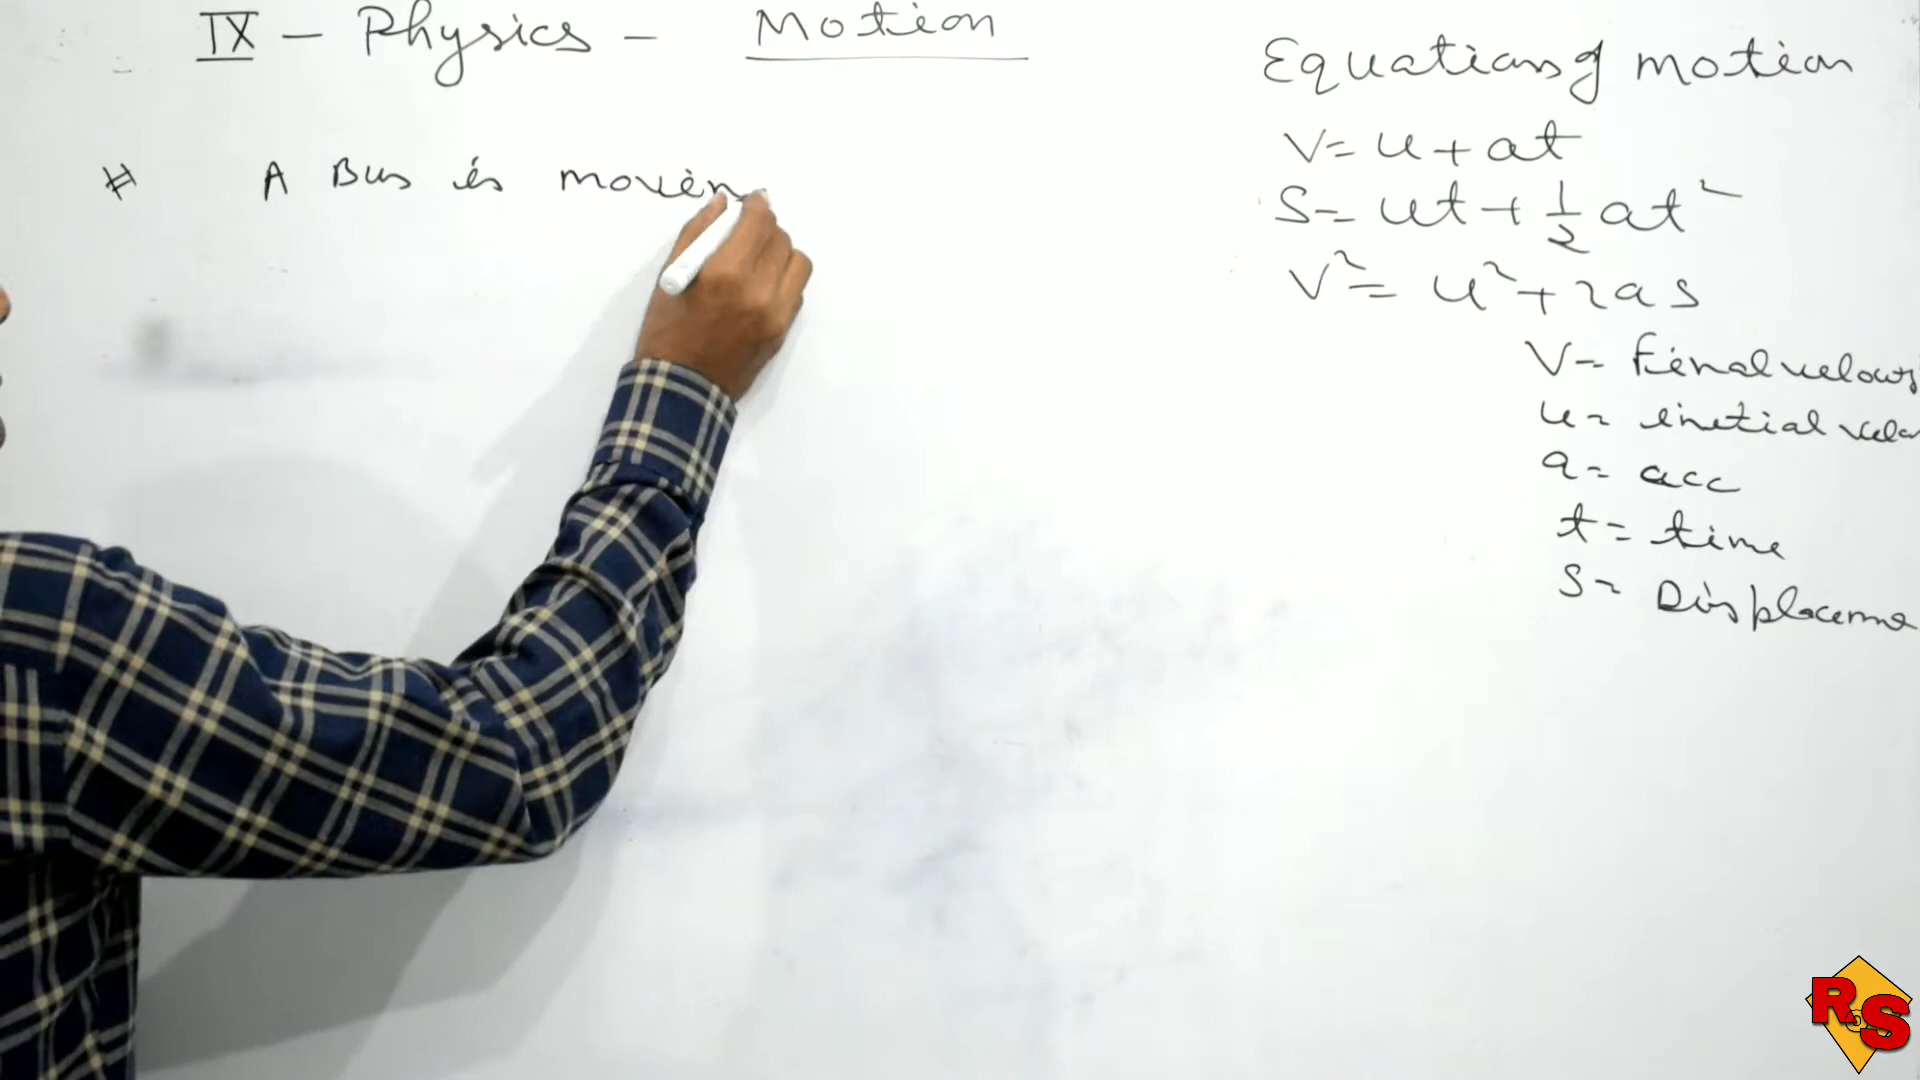 IX - Physics - Motion
# A Bus is movin
Equations of motion
V= u + at
S= ut + 1/2 at²
V² = u² + 2as
V= Final velocity
u= initial velo
a= acc
t= time
S= Displaceme
R S